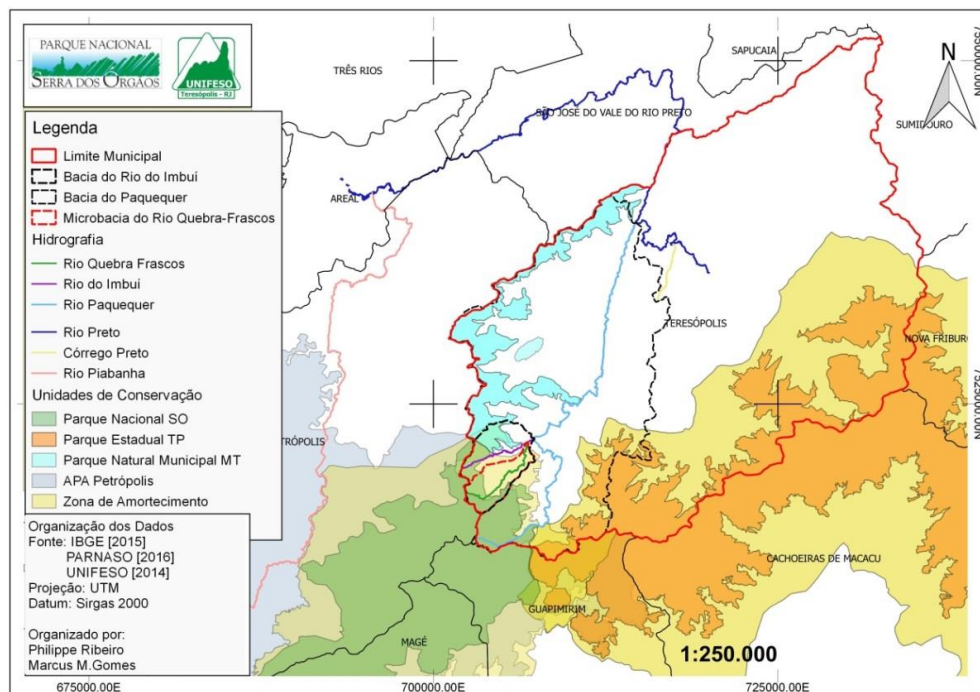 PARQUE NACIONAL
SERRA DOS ÓRGÃOS
UNIFESO
Teresópolis - RJ
Legenda
Limite Municipal
Bacia do Rio do Imbuí
Bacia do Paquequer
Microbacia do Rio Quebra-Frascos
Hidrografia
Rio Quebra Frascos
Rio do Imbuí
Rio Paquequer
Rio Preto
Córrego Preto
Rio Piabanha
Unidades de Conservação
Parque Nacional SO
Parque Estadual TP
Parque Natural Municipal MT
APA Petrópolis
Zona de Amortecimento
Organização dos Dados
Fonte: IBGE [2015]
PARNASO [2016]
UNIFESO [2014]
Projeção: UTM
Datum: Sirgas 2000
Organizado por:
Philippe Ribeiro
Marcus M.Gomes
TRÊS RIOS
SAPUCAIA
N
SÃO JOSÉ DO VALE DO RIO PRETO
SUMIDOURO
AREAL
TERESÓPOLIS
NOVA FRIBURG
TRÓPOLIS
CACHOEIRAS DE MACACU
GUAPIMIRIM
MAGÉ
1:250.000
7550000.00N
7525000.00N
675000.00E
700000.00E
725000.00E